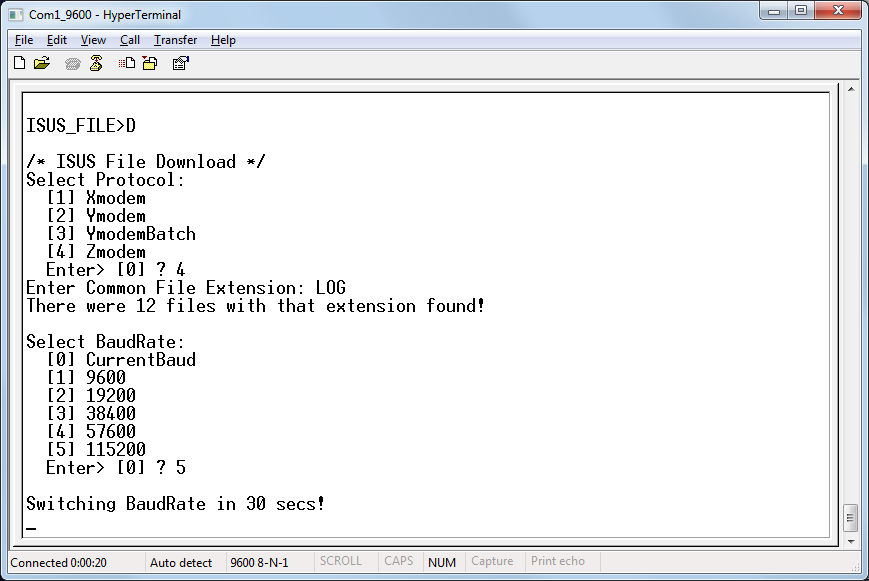 Com1_9600 - HyperTerminal
File Edit View Call Transfer Help
ISUS_FILE>D
/* ISUS File Download */
Select Protocol:
[1] Xmodem
[2] Ymodem
[3] YmodemBatch
[4] Zmodem
Enter> [0] ? 4
Enter Common File Extension: LOG
There were 12 files with that extension found!
Select BaudRate:
[0] CurrentBaud
[1] 9600
[2] 19200
[3] 38400
[4] 57600
[5] 115200
Enter> [0] ? 5
Switching BaudRate in 30 secs!
_
Connected 0:00:20 Auto detect 9600 8-N-1 SCROLL CAPS NUM Capture Print echo